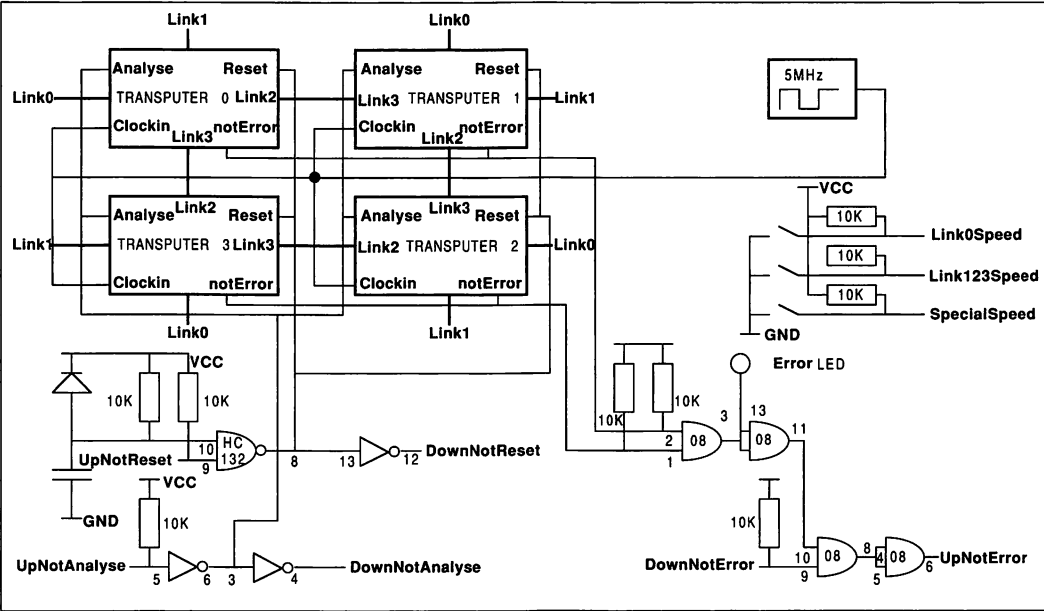 Link1
Link0
Analyse Reset
Analyse Reset
5MHz
Link0 TRANSPUTER 0 Link2
Link3 TRANSPUTER 1 Link1
Clockin notError
Clockin notError
Link3
Link2
VCC
Link2
Link3
Analyse Reset
Analyse Reset
10K
Link0Speed
Link1 TRANSPUTER 3 Link3
Link2 TRANSPUTER 2 Link0
10K
Link123Speed
Clockin notError
Clockin notError
10K
SpecialSpeed
Link0
Link1
GND
VCC
Error LED
10K
10K
10K
10K
3
13
11
HC
132
10
9
UpNotReset
8
13
12
DownNotReset
2
1
08
08
VCC
GND
10K
10K
UpNotAnalyse
5
6
3
4
DownNotAnalyse
DownNotError
10
9
08
8
4
5
08
6
UpNotError